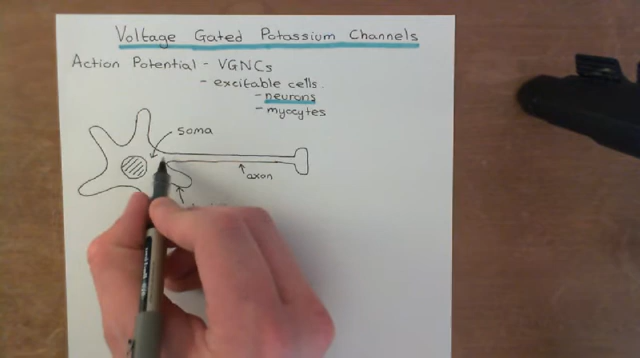 Voltage Gated Potassium Channels
Action Potential - VGNCs
- excitable cells.
- neurons
- myocytes
soma
axon